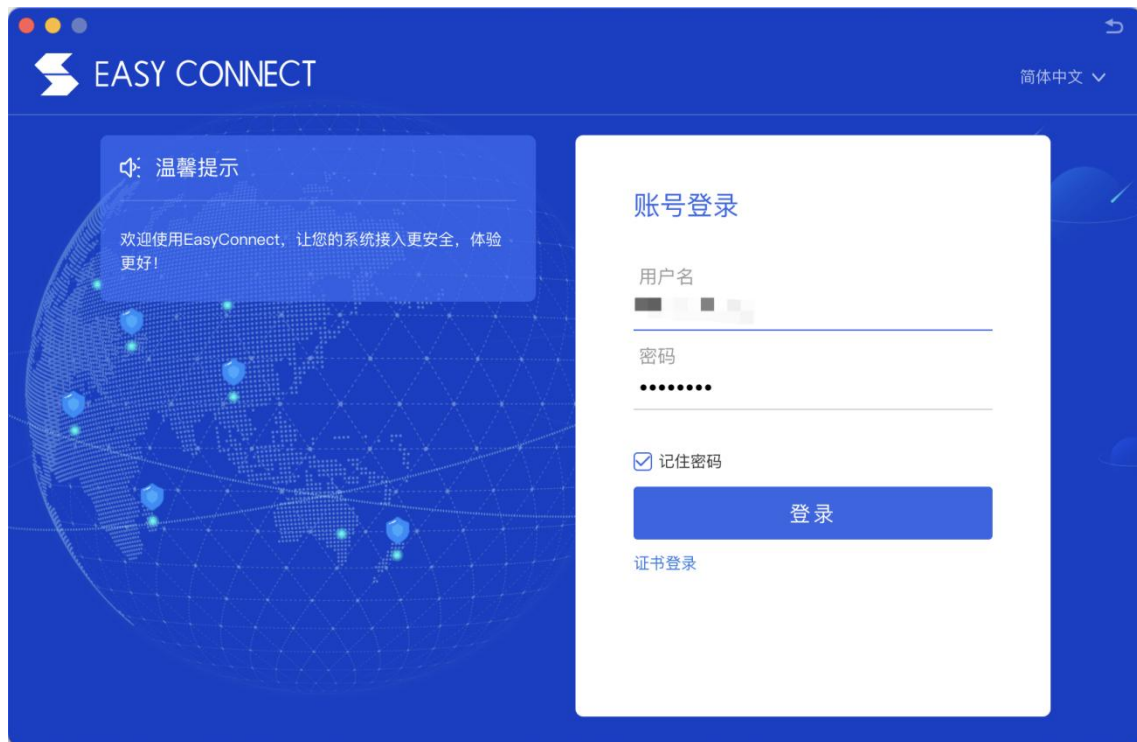 EASY CONNECT
简体中文
温馨提示
欢迎使用EasyConnect，让您的系统接入更安全，体验
更好！
账号登录
用户名
密码
••••••••
记住密码
登录
证书登录